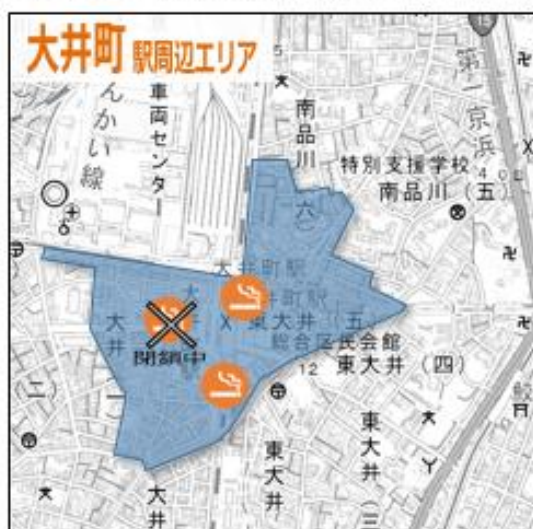 大井町駅周辺エリア
んかい線
車両センター
南品川
第一京浜
特別支援学校
南品川（五）
（六）
大井町駅
東大井（五）
総合区民会館
12
東大井（四）
閉鎖中
大井
（二）
東大井
東大井（三）
大井